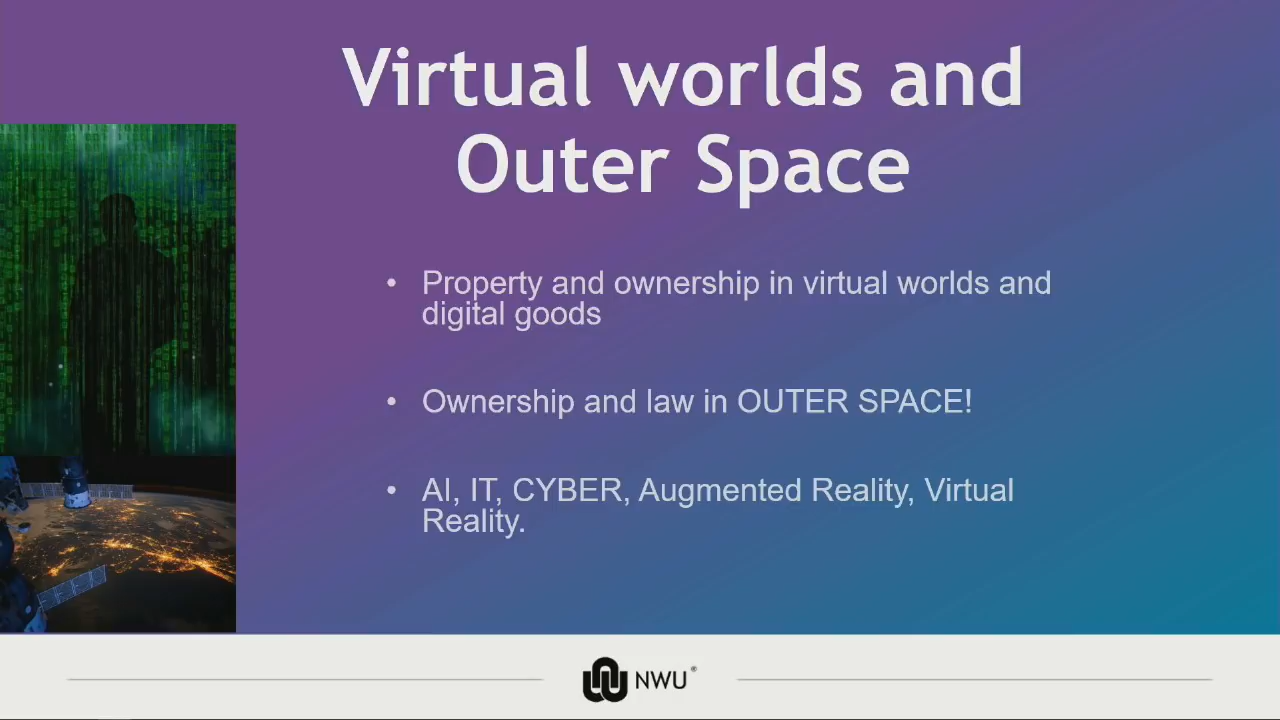 Virtual worlds and
Outer Space
• Property and ownership in virtual worlds and
digital goods
• Ownership and law in OUTER SPACE!
• AI, IT, CYBER, Augmented Reality, Virtual
Reality.
NWU®